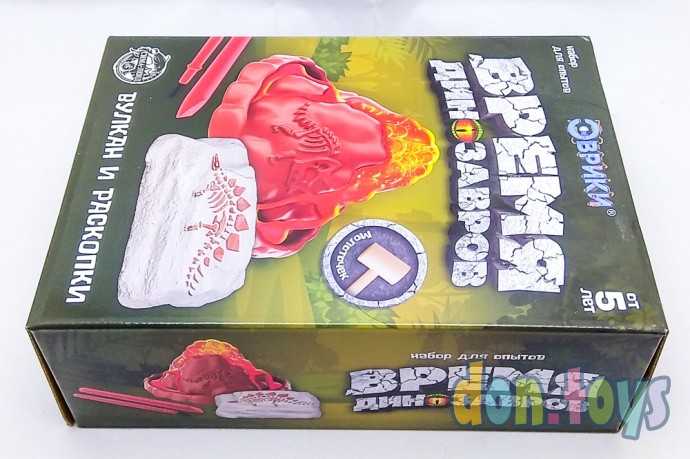 набор
для опытов
ЭВРИКИ®
ВРЕМЯ
ДИНОЗАВРОВ
от
5
лет
МОЛОТОЧЕК
ВУЛКАН И РАСКОПКИ
набор для опытов
ВРЕМЯ
ДИНОЗАВРОВ
don.toys